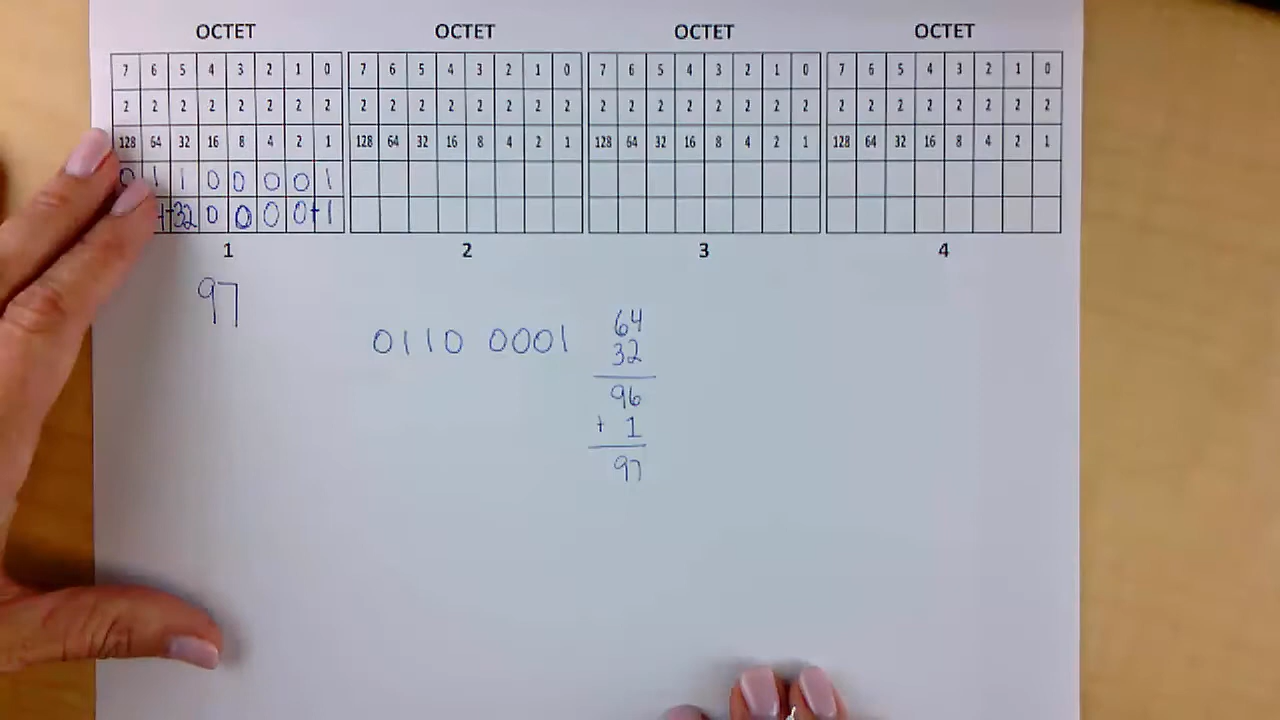 OCTET OCTET OCTET OCTET
7 6 5 4 3 2 1 0 7 6 5 4 3 2 1 0 7 6 5 4 3 2 1 0 7 6 5 4 3 2 1 0
2 2 2 2 2 2 2 2 2 2 2 2 2 2 2 2 2 2 2 2 2 2 2 2 2 2 2 2 2 2 2 2
128 64 32 16 8 4 2 1 128 64 32 16 8 4 2 1 128 64 32 16 8 4 2 1 128 64 32 16 8 4 2 1
0 1 1 0 0 0 0 1
+32 0 0 0 0 +1
1 2 3 4
97
0110 0001
64
32
96
+ 1
97